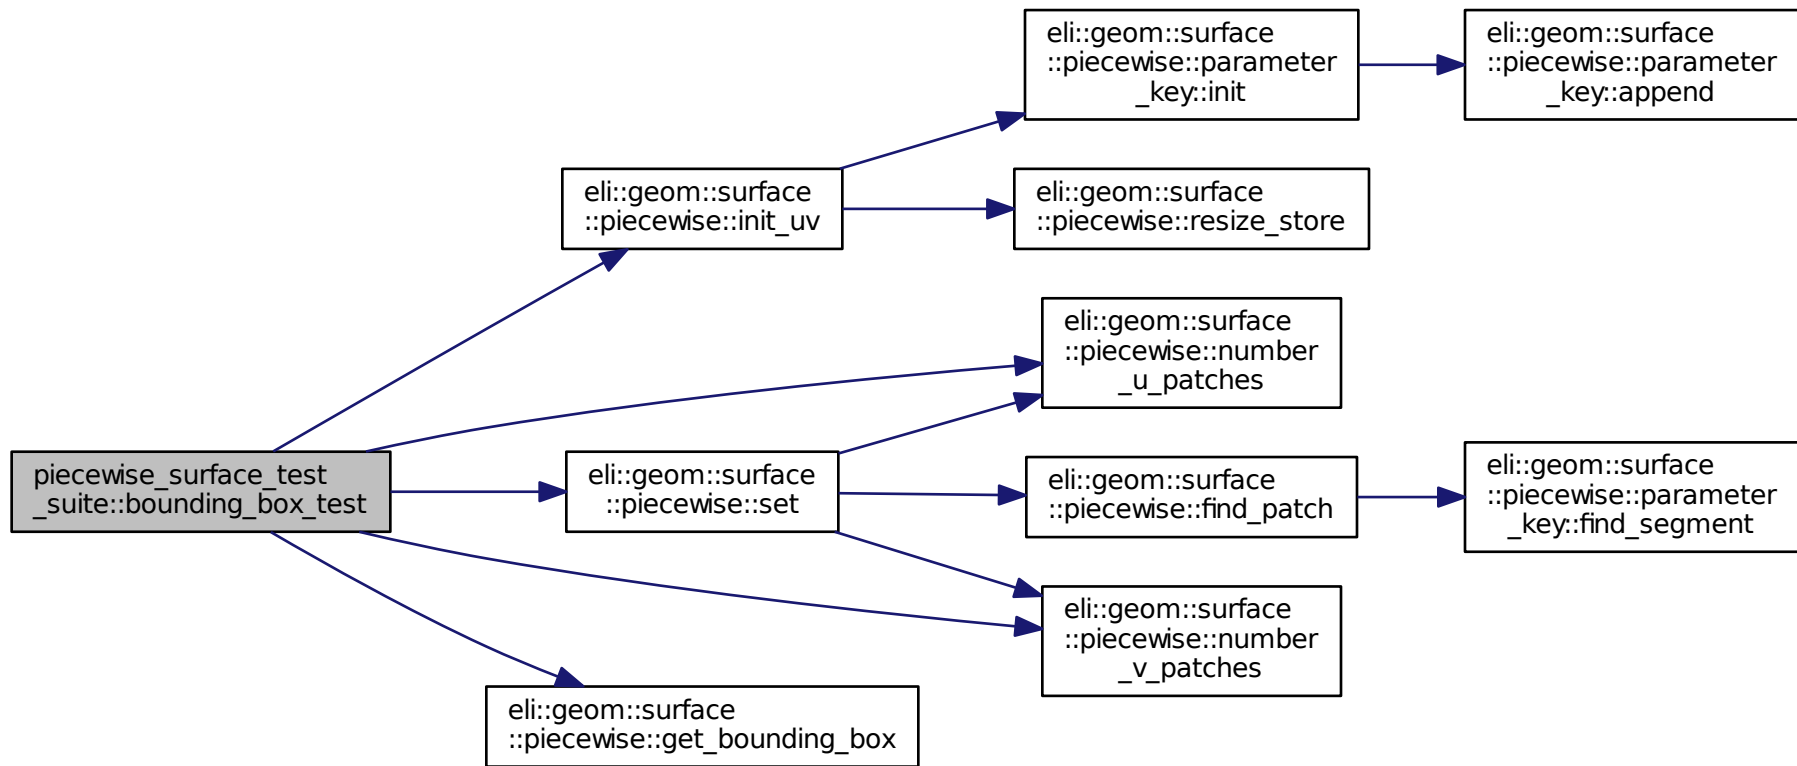 eli::geom::surface
::piecewise::parameter
_key::init
eli::geom::surface
::piecewise::parameter
_key::append
eli::geom::surface
::piecewise::init_uv
eli::geom::surface
::piecewise::resize_store
eli::geom::surface
::piecewise::number
_u_patches
piecewise_surface_test
_suite::bounding_box_test
eli::geom::surface
::piecewise::set
eli::geom::surface
::piecewise::find_patch
eli::geom::surface
::piecewise::parameter
_key::find_segment
eli::geom::surface
::piecewise::number
_v_patches
eli::geom::surface
::piecewise::get_bounding_box